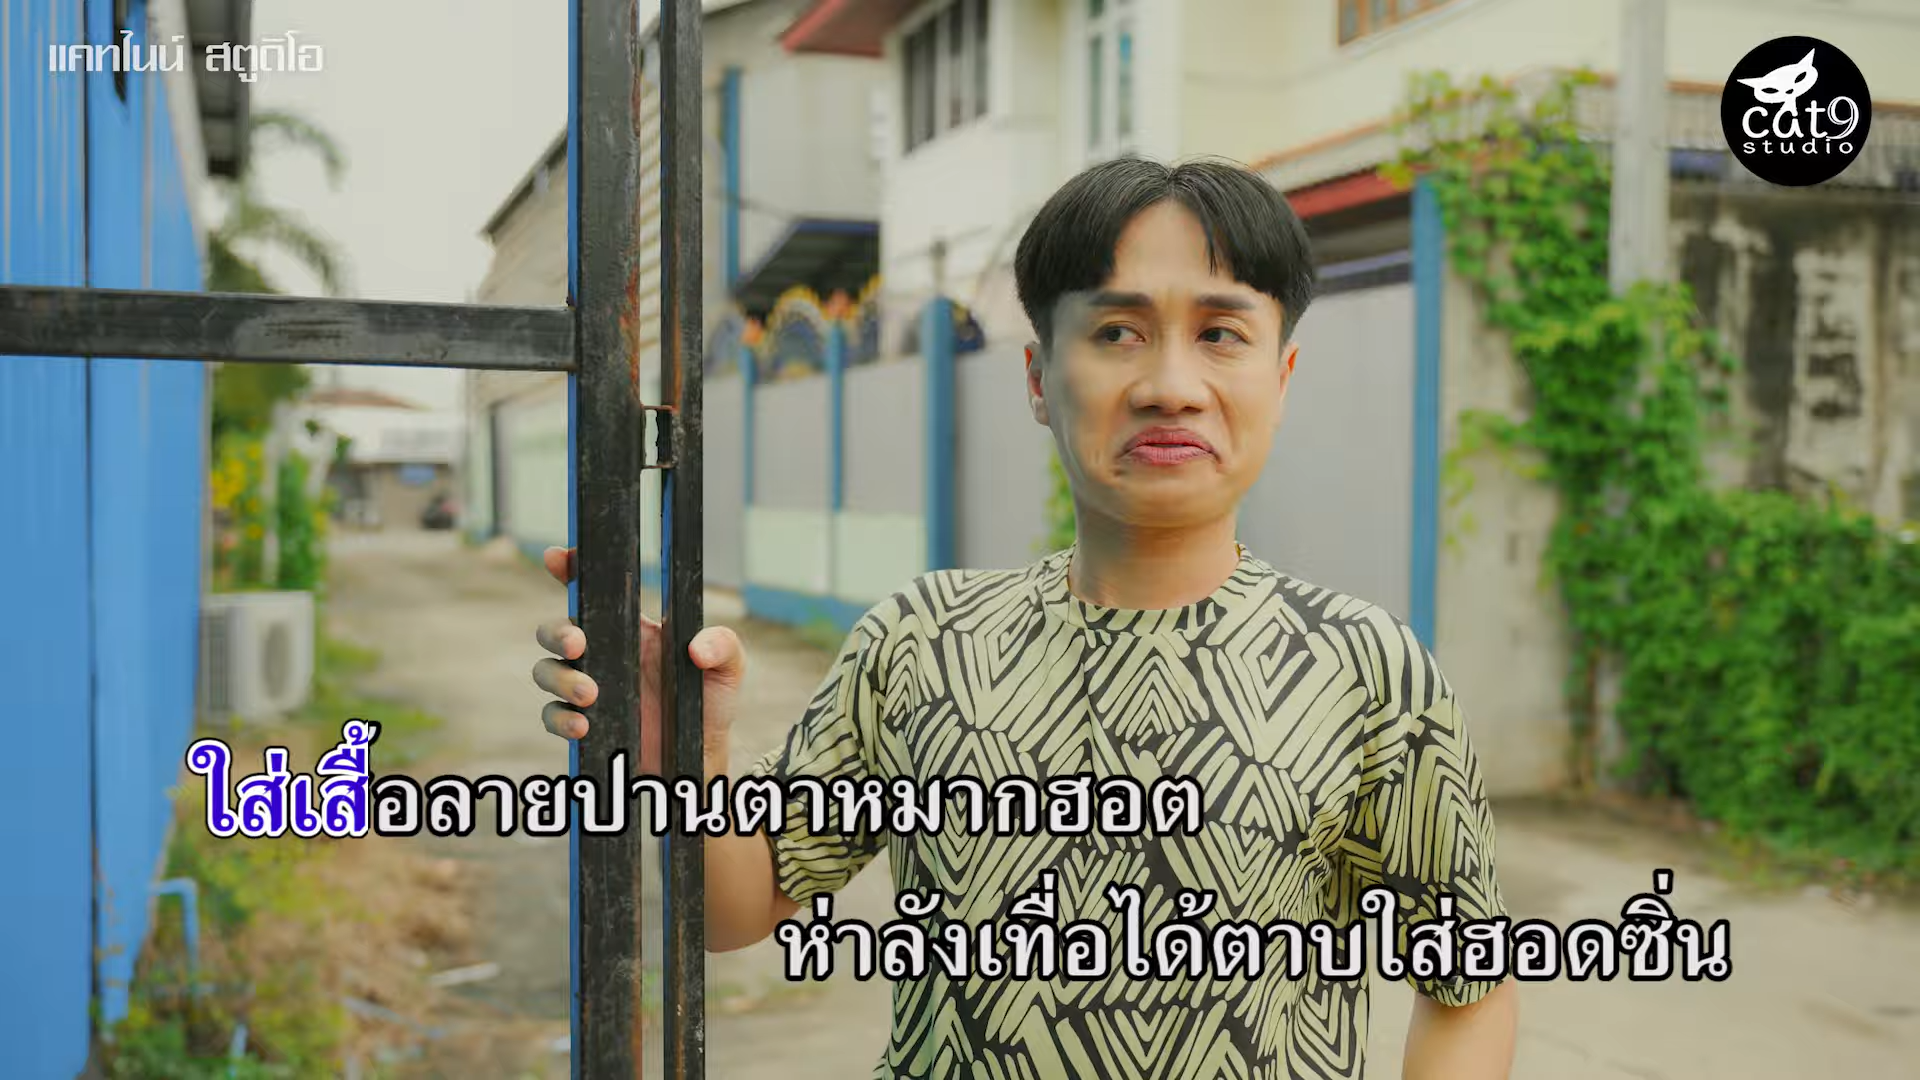 แคทไนน์ สตูดิโอ
cat9
studio
ใส่เสื้อลายปานตาหมากฮอต
ห่าลังเทื่อได้ตาบใส่ฮอดซิ่น